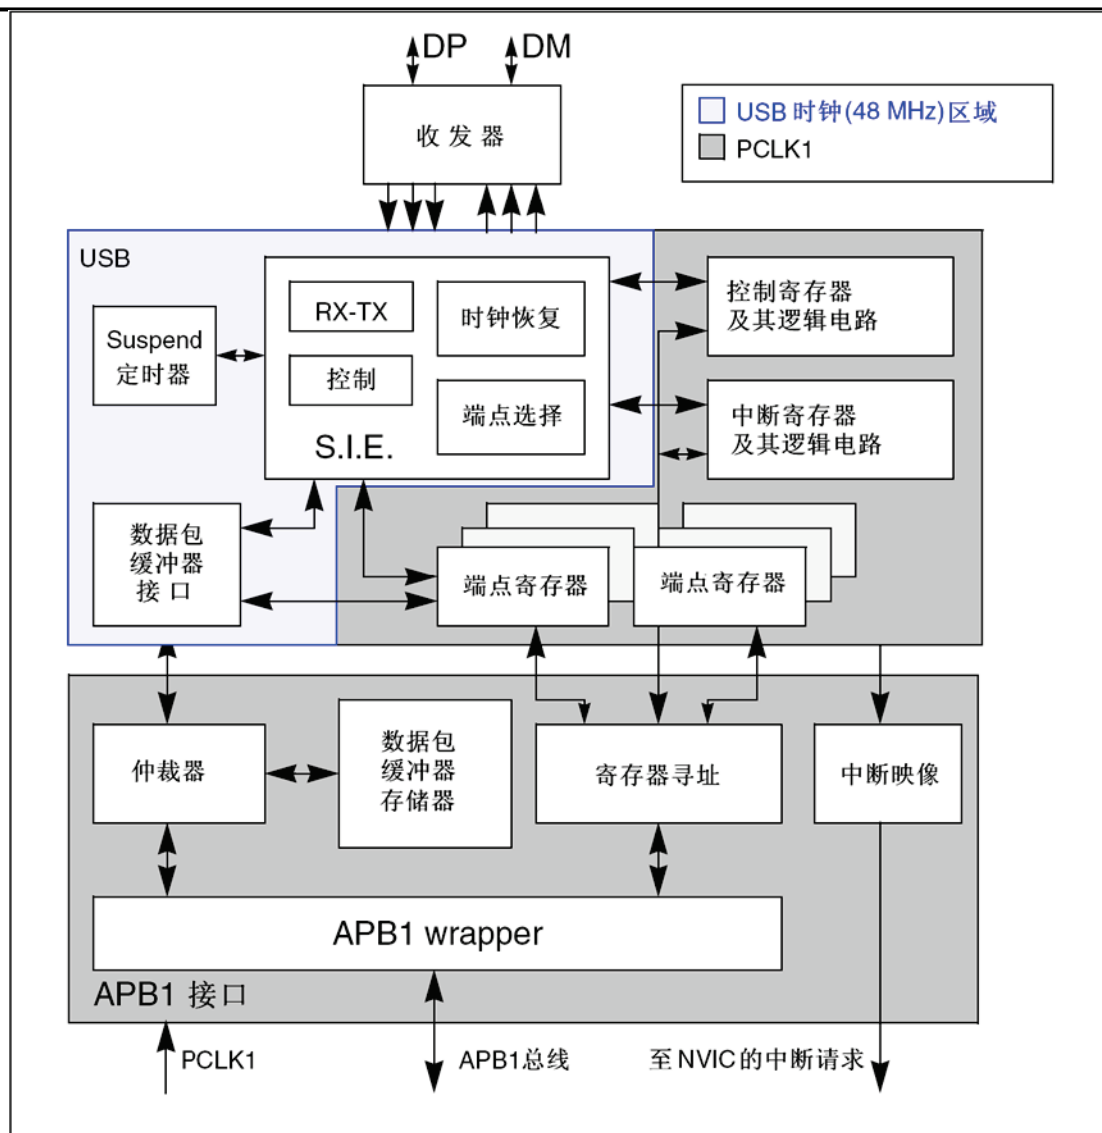 DP
DM
收发器
USB 时钟(48 MHz)区域
PCLK1
USB
RX-TX
时钟恢复
控制寄存器
及其逻辑电路
Suspend
定时器
控制
端点选择
中断寄存器
及其逻辑电路
S.I.E.
数据包
缓冲器
接口
端点寄存器
端点寄存器
仲裁器
数据包
缓冲器
存储器
寄存器寻址
中断映像
APB1 wrapper
APB1 接口
PCLK1
APB1总线
至NVIC的中断请求